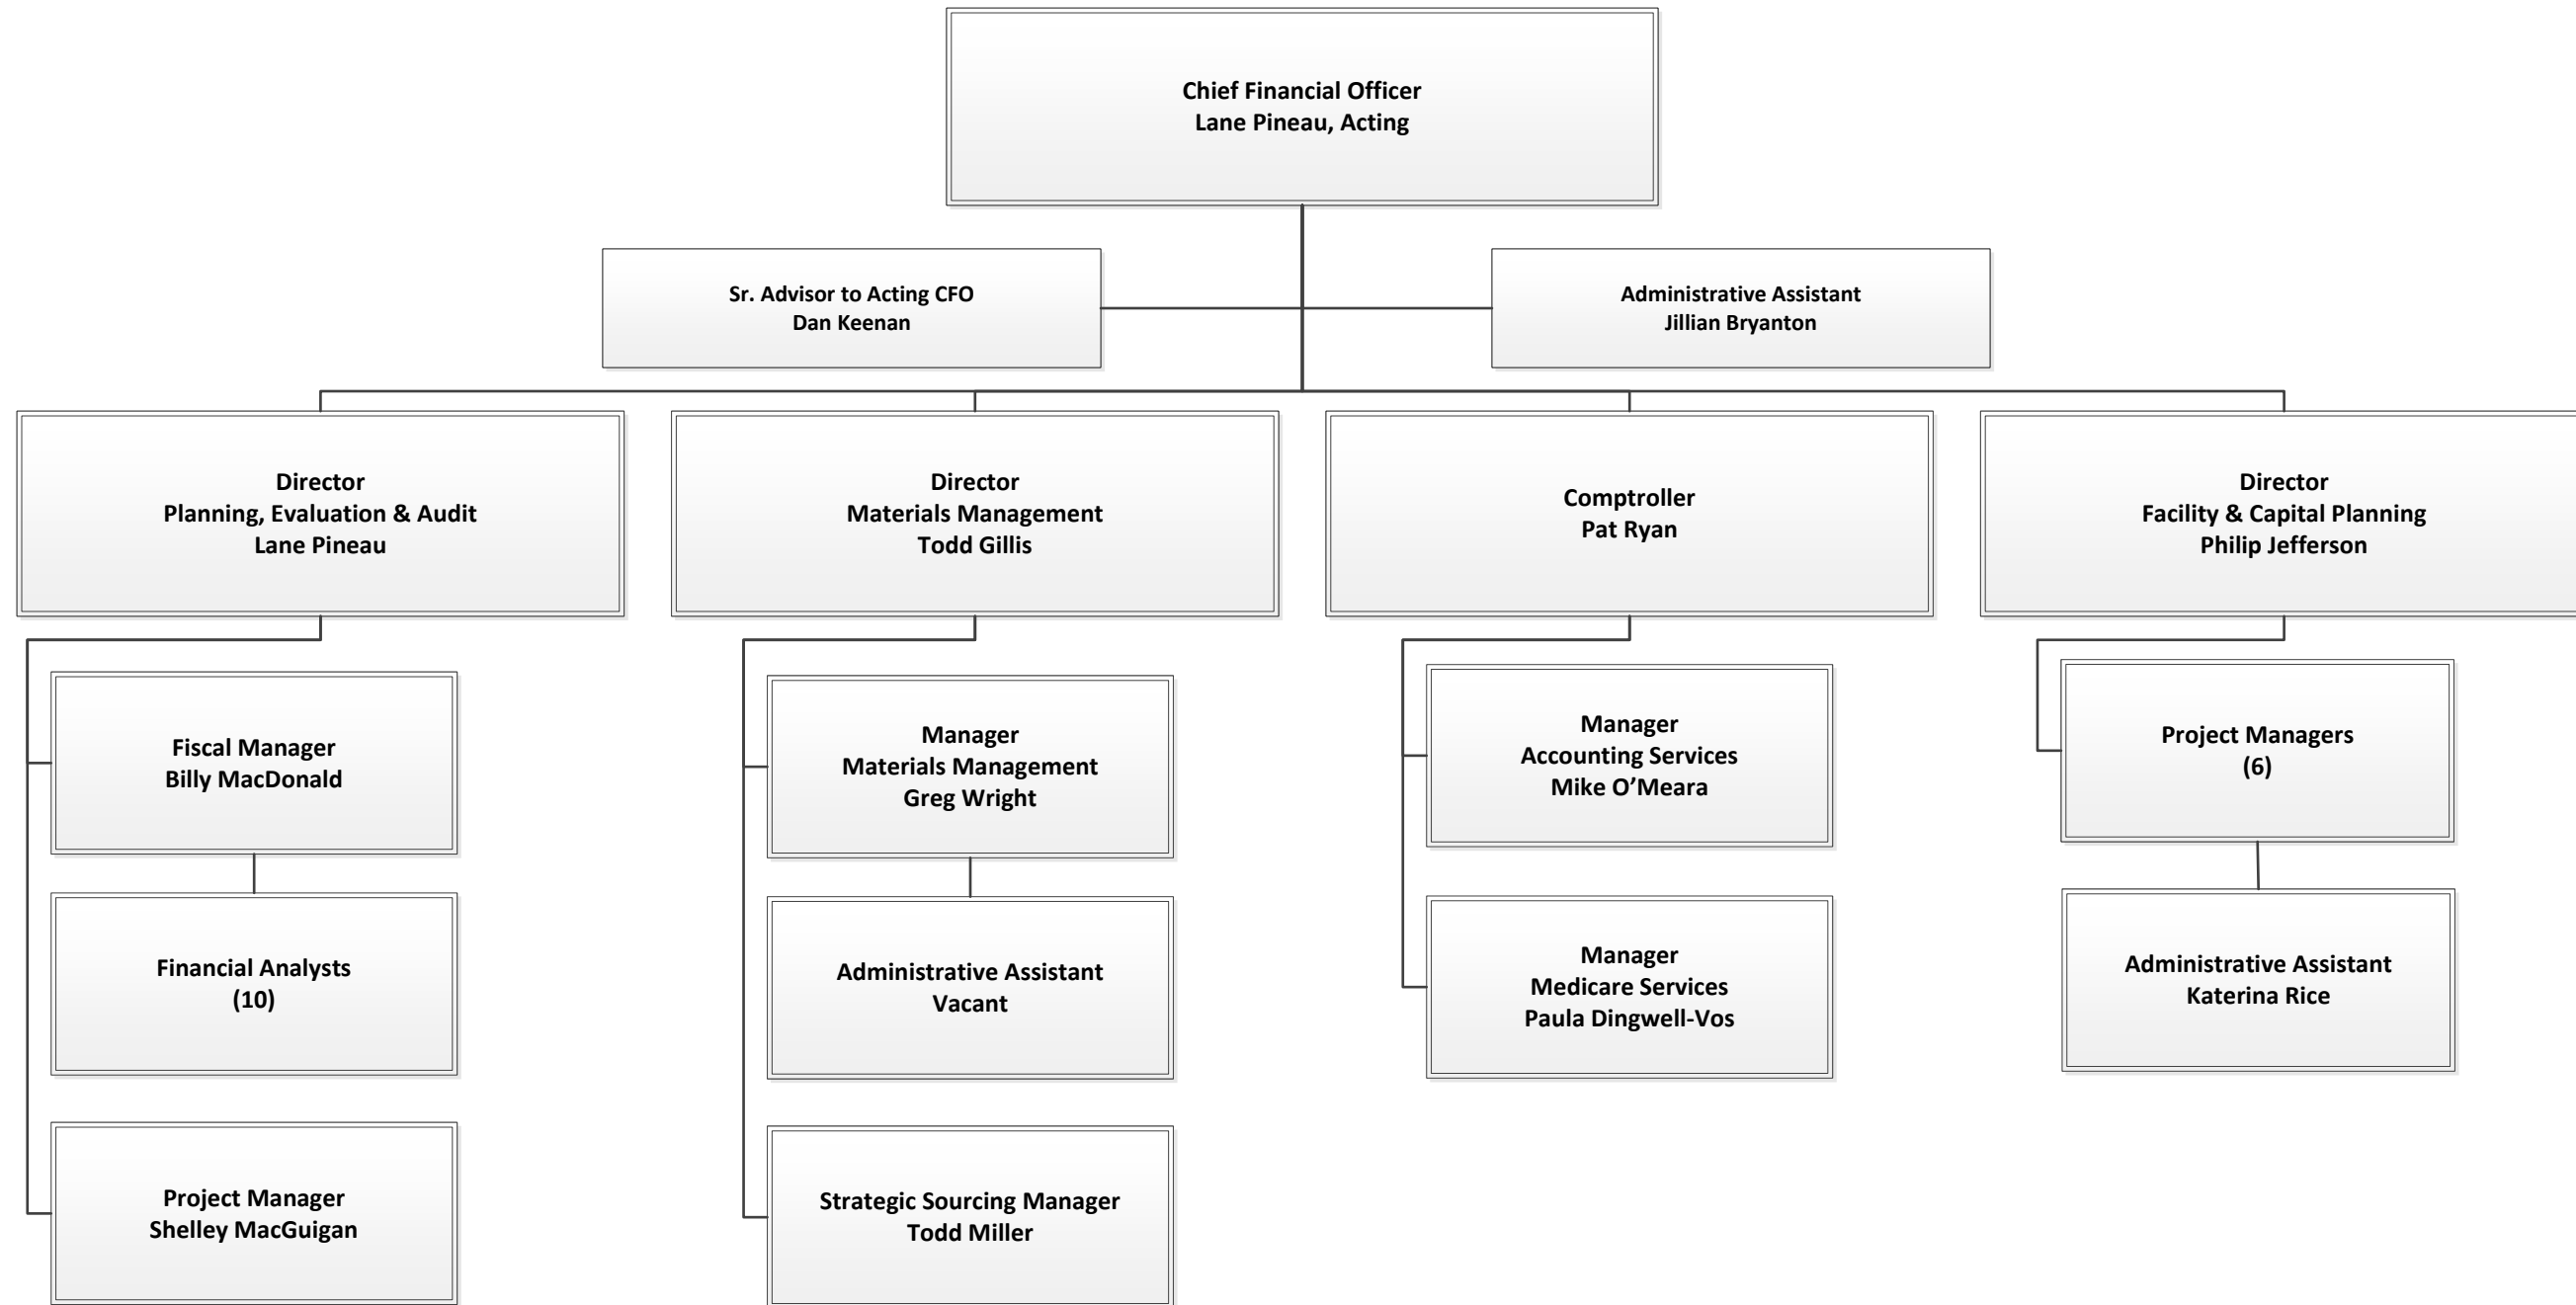 Chief Financial Officer
Lane Pineau, Acting
Sr. Advisor to Acting CFO
Dan Keenan
Administrative Assistant
Jillian Bryanton
Director
Planning, Evaluation & Audit
Lane Pineau
Director
Materials Management
Todd Gillis
Comptroller
Pat Ryan
Director
Facility & Capital Planning
Philip Jefferson
Fiscal Manager
Billy MacDonald
Financial Analysts
(10)
Project Manager
Shelley MacGuigan
Manager
Materials Management
Greg Wright
Administrative Assistant
Vacant
Strategic Sourcing Manager
Todd Miller
Manager
Accounting Services
Mike O’Meara
Manager
Medicare Services
Paula Dingwell-Vos
Project Managers
(6)
Administrative Assistant
Katerina Rice